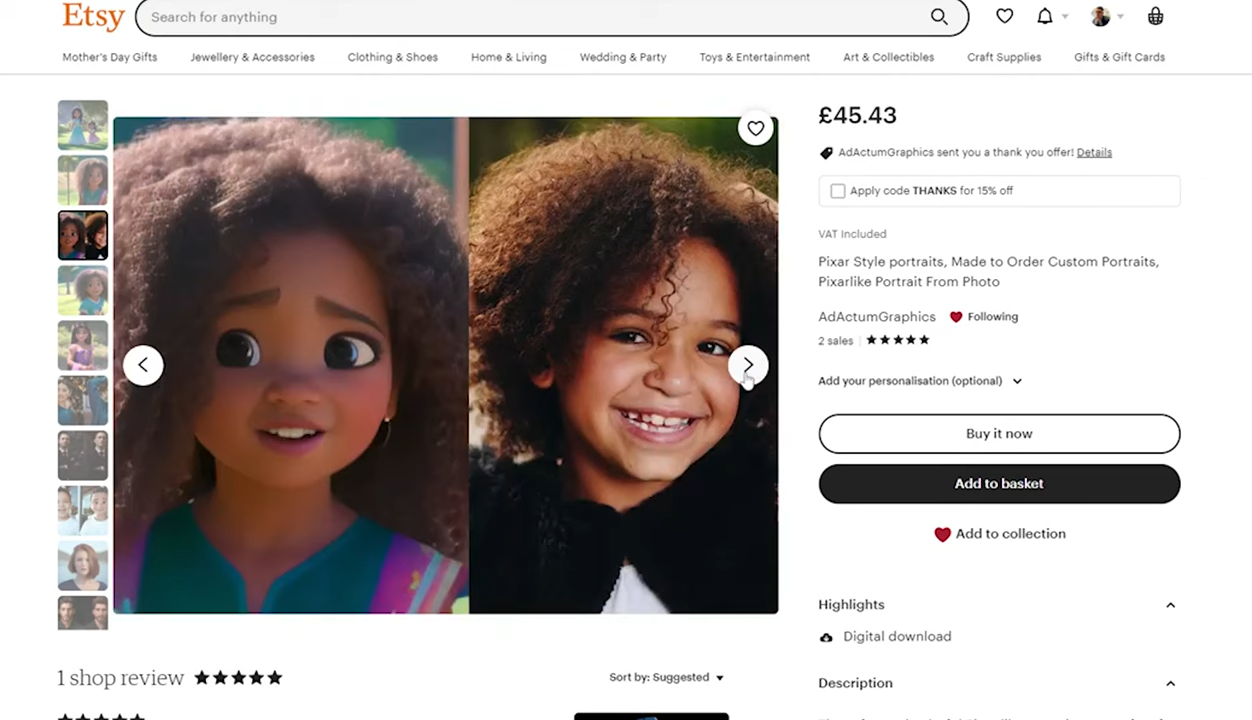 Etsy
Search for anything
Mother's Day Gifts
Jewellery & Accessories
Clothing & Shoes
Home & Living
Wedding & Party
Toys & Entertainment
Art & Collectibles
Craft Supplies
Gifts & Gift Cards
£45.43
AdActumGraphics sent you a thank you offer! Details
Apply code THANKS for 15% off
VAT Included
Pixar Style portraits, Made to Order Custom Portraits,
Pixarlike Portrait From Photo
AdActumGraphics Following
2 sales
Add your personalisation (optional)
Buy it now
Add to basket
Add to collection
Highlights
Digital download
Description
1 shop review
Sort by: Suggested